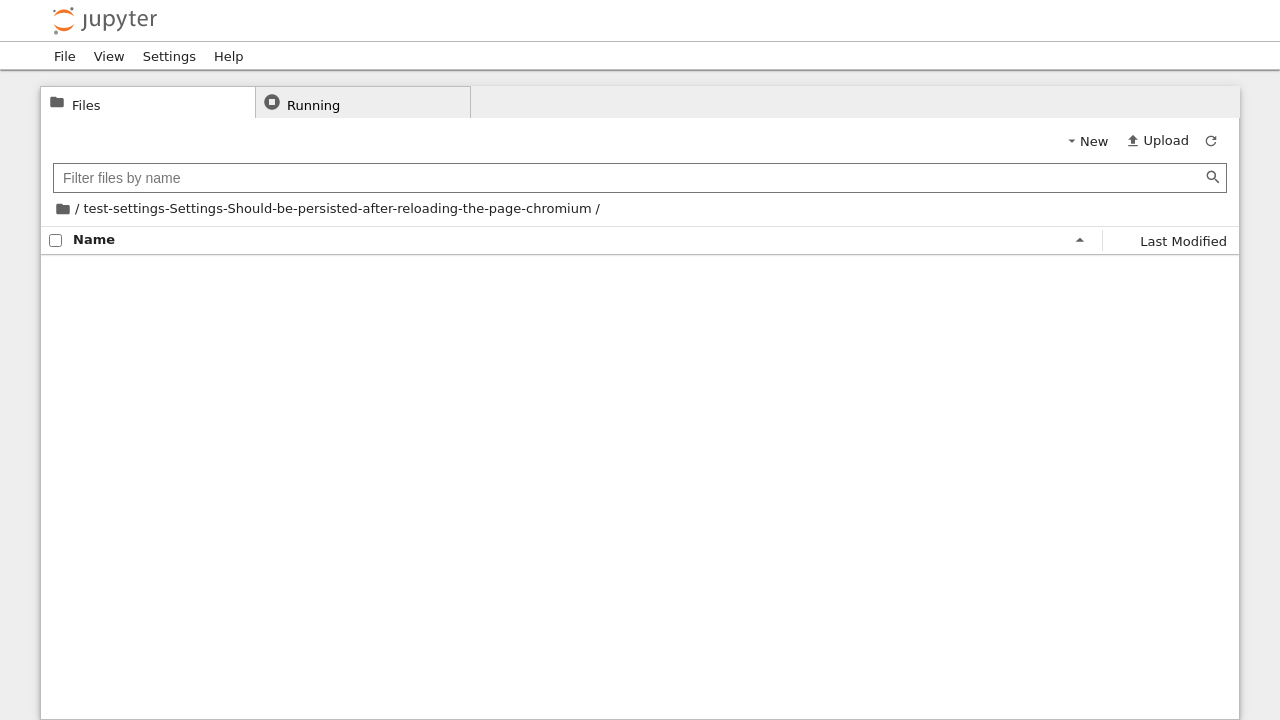 jupyter
File View Settings Help
Files Running
New Upload
Filter files by name
/ test-settings-Settings-Should-be-persisted-after-reloading-the-page-chromium /
Name Last Modified